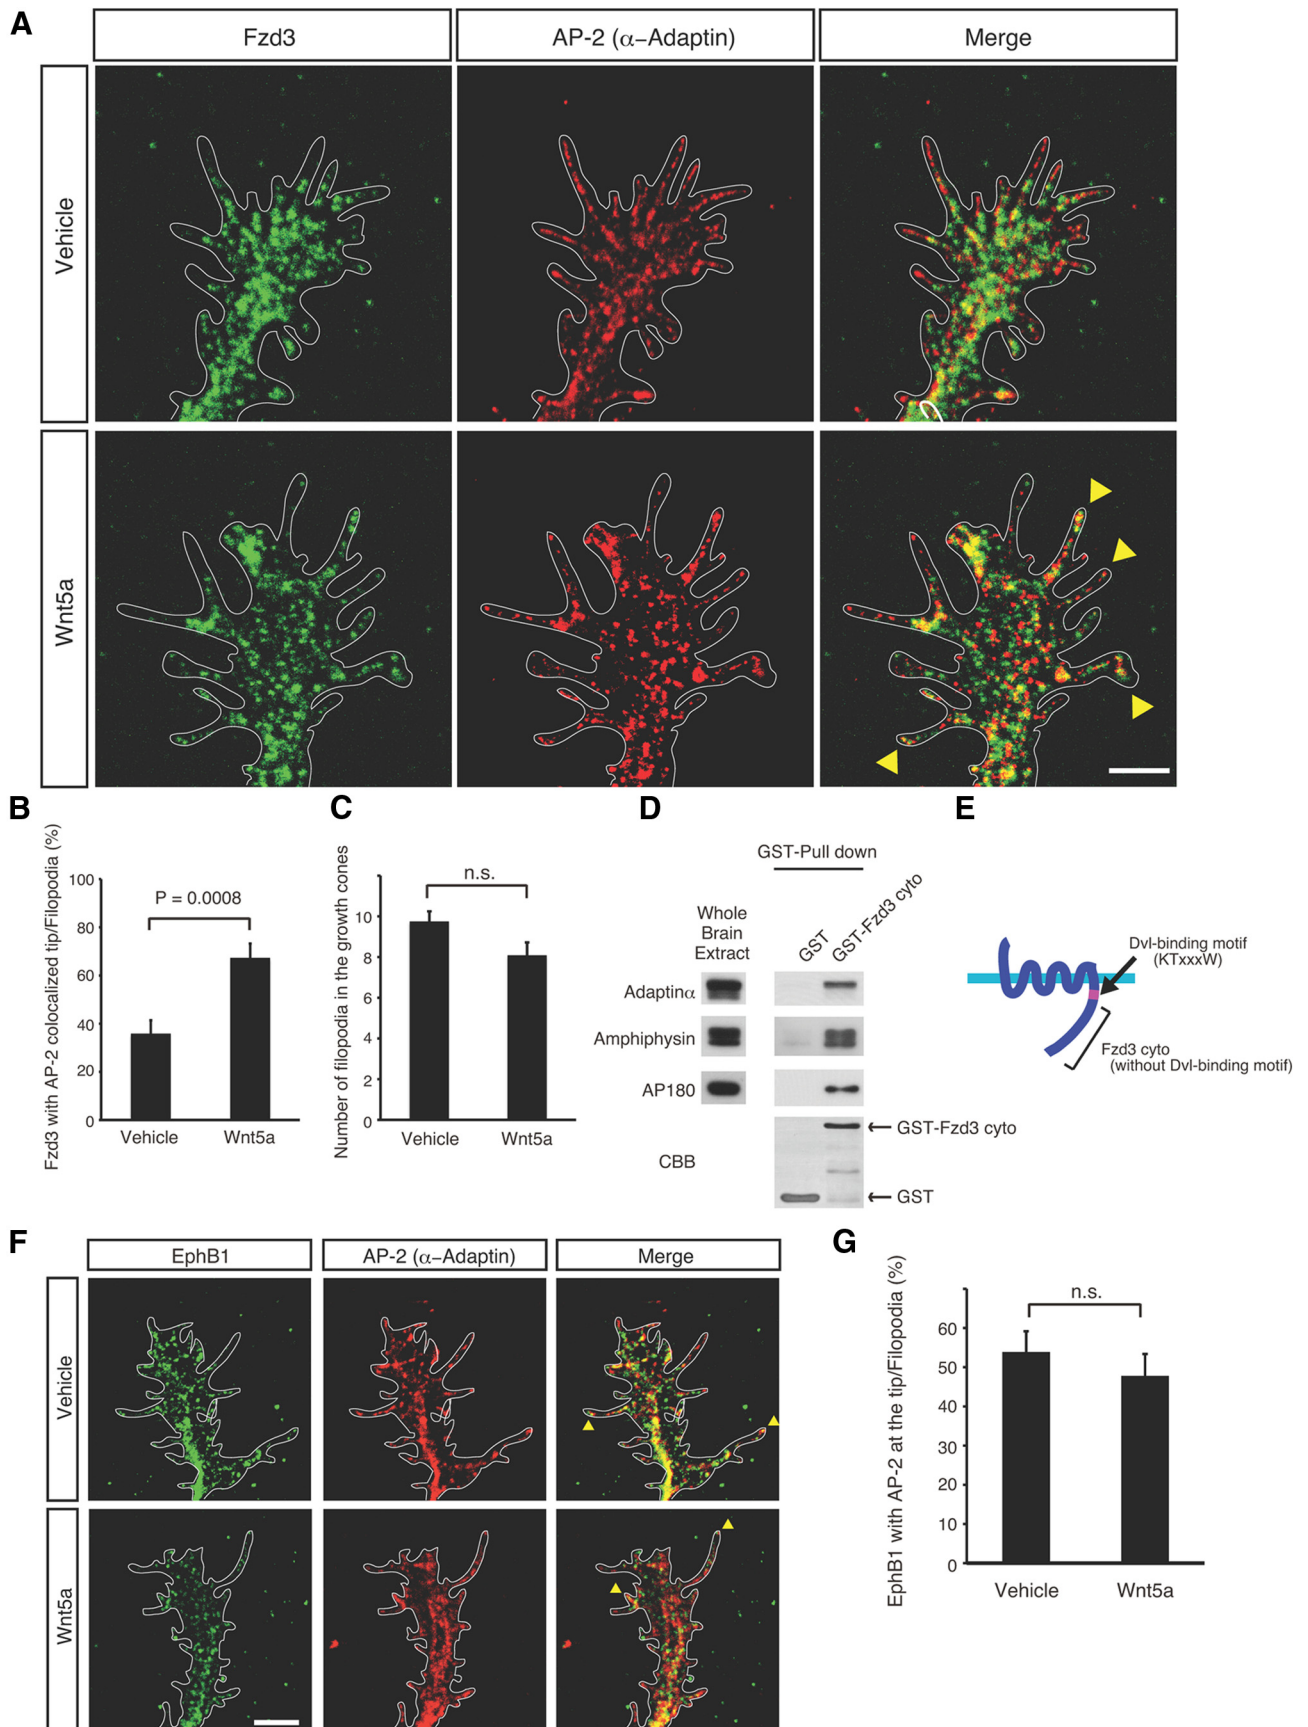 A
Fzd3
AP-2 (α–Adaptin)
Merge
Vehicle
Wnt5a
B
Fzd3 with AP-2 colocalized tip/Filopodia (%)
100
80
60
40
20
0
P = 0.0008
Vehicle
Wnt5a
C
Number of filopodia in the growth cones
10
8
6
4
2
0
n.s.
Vehicle
Wnt5a
D
GST-Pull down
Whole
Brain
Extract
GST
GST-Fzd3 cyto
Adaptinα
Amphiphysin
AP180
CBB
GST-Fzd3 cyto
GST
E
Dvl-binding motif
(KTxxxW)
Fzd3 cyto
(without Dvl-binding motif)
F
EphB1
AP-2 (α–Adaptin)
Merge
Vehicle
Wnt5a
G
EphB1 with AP-2 at the tip/Filopodia (%)
60
50
40
30
20
10
0
n.s.
Vehicle
Wnt5a